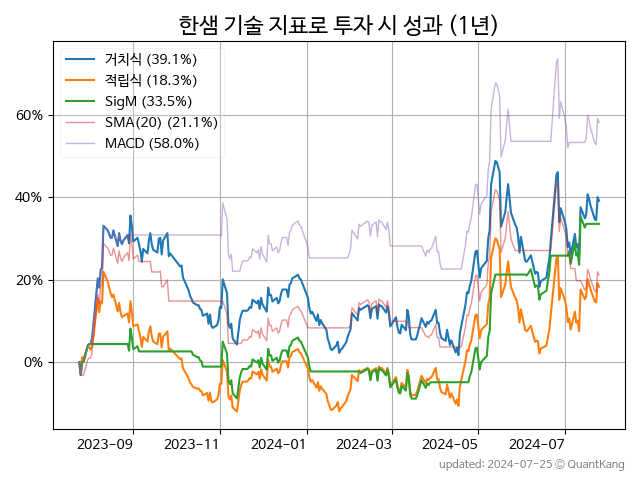 한샘 기술 지표로 투자 시 성과 (1년)
거치식 (39.1%)
적립식 (18.3%)
SigM (33.5%)
SMA(20) (21.1%)
MACD (58.0%)
60%
40%
20%
0%
2023-09 2023-11 2024-01 2024-03 2024-05 2024-07
updated: 2024-07-25 © QuantKang